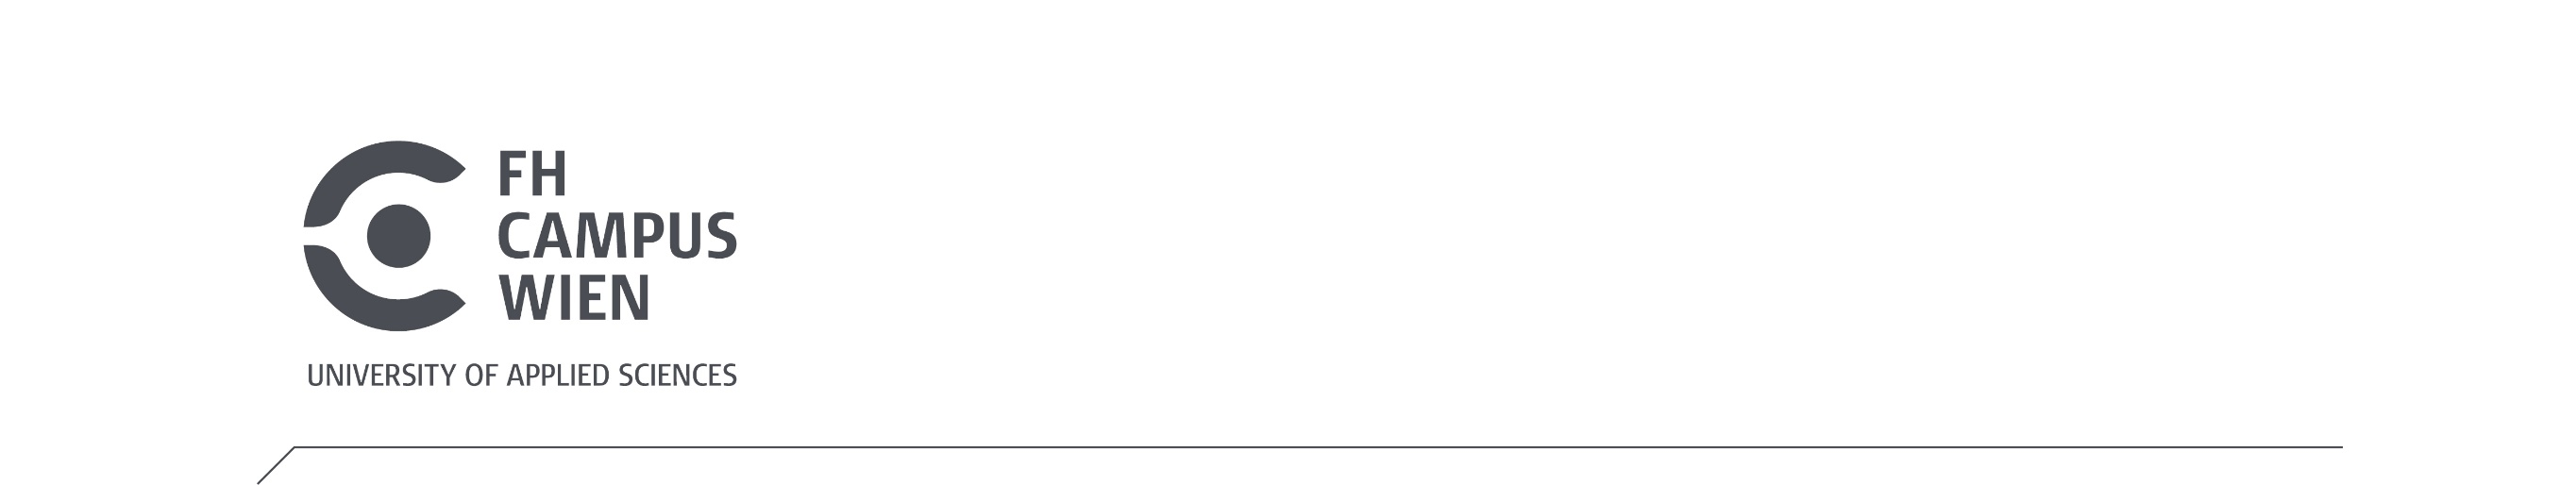 FH
CAMPUS
WIEN
UNIVERSITY OF APPLIED SCIENCES